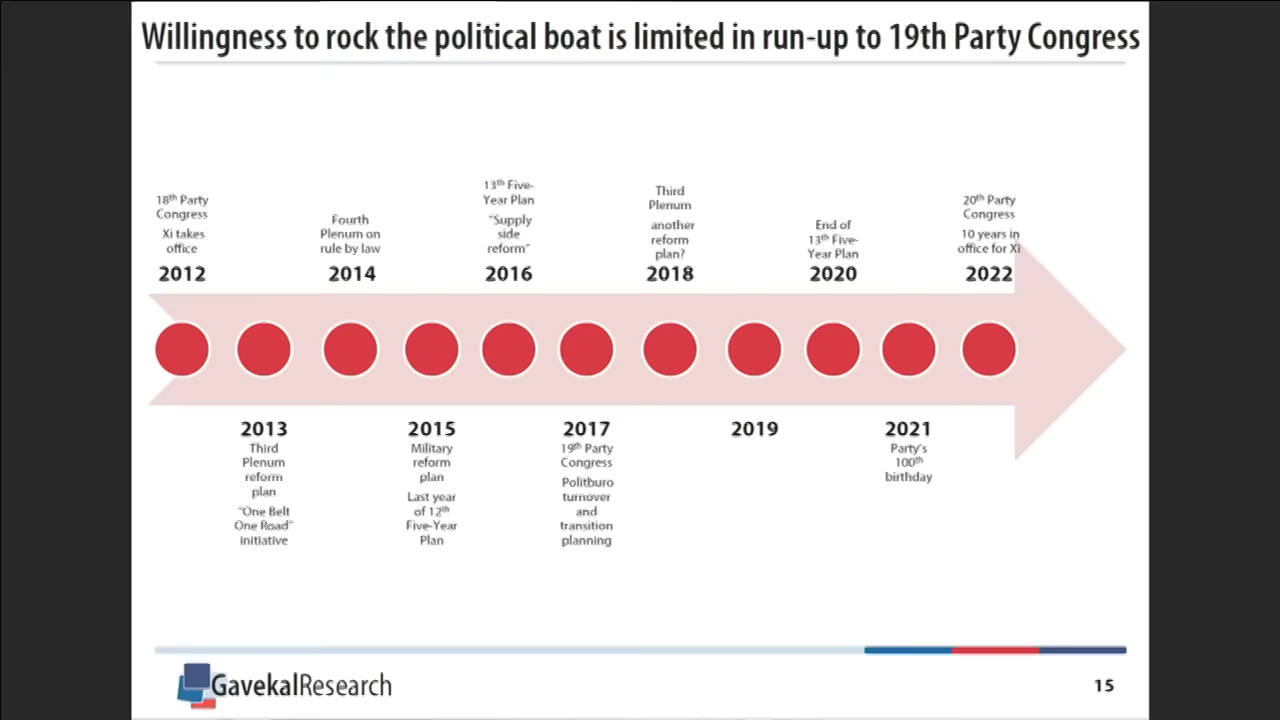 Willingness to rock the political boat is limited in run-up to 19th Party Congress
18th Party
Congress
Xi takes
office
2012
Fourth
Plenum on
rule by law
2014
13th Five-
Year Plan
"Supply
side
reform"
2016
Third
Plenum
another
reform
plan?
2018
End of
13th Five-
Year Plan
2020
20th Party
Congress
10 years in
office for Xi
2022
2013
Third
Plenum
reform
plan
"One Belt
One Road"
initiative
2015
Military
reform
plan
Last year
of 12th
Five-Year
Plan
2017
19th Party
Congress
Politburo
turnover
and
transition
planning
2019
2021
Party's
100th
birthday
GavekalResearch
15